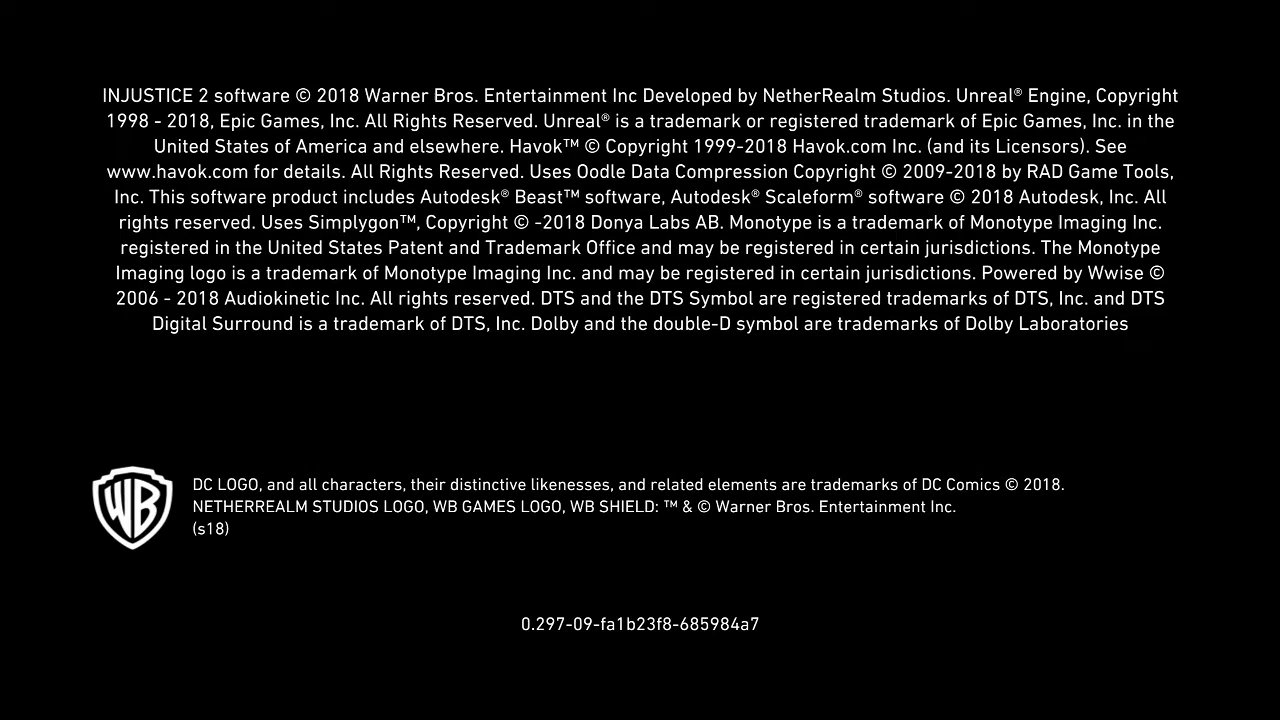 INJUSTICE 2 software © 2018 Warner Bros. Entertainment Inc Developed by NetherRealm Studios. Unreal® Engine, Copyright
1998 - 2018, Epic Games, Inc. All Rights Reserved. Unreal® is a trademark or registered trademark of Epic Games, Inc. in the
United States of America and elsewhere. Havok™ © Copyright 1999-2018 Havok.com Inc. (and its Licensors). See
www.havok.com for details. All Rights Reserved. Uses Oodle Data Compression Copyright © 2009-2018 by RAD Game Tools,
Inc. This software product includes Autodesk® Beast™ software, Autodesk® Scaleform® software © 2018 Autodesk, Inc. All
rights reserved. Uses Simplygon™, Copyright © -2018 Donya Labs AB. Monotype is a trademark of Monotype Imaging Inc.
registered in the United States Patent and Trademark Office and may be registered in certain jurisdictions. The Monotype
Imaging logo is a trademark of Monotype Imaging Inc. and may be registered in certain jurisdictions. Powered by Wwise ©
2006 - 2018 Audiokinetic Inc. All rights reserved. DTS and the DTS Symbol are registered trademarks of DTS, Inc. and DTS
Digital Surround is a trademark of DTS, Inc. Dolby and the double-D symbol are trademarks of Dolby Laboratories
WB
DC LOGO, and all characters, their distinctive likenesses, and related elements are trademarks of DC Comics © 2018.
NETHERREALM STUDIOS LOGO, WB GAMES LOGO, WB SHIELD: ™ & © Warner Bros. Entertainment Inc.
(s18)
0.297-09-fa1b23f8-685984a7